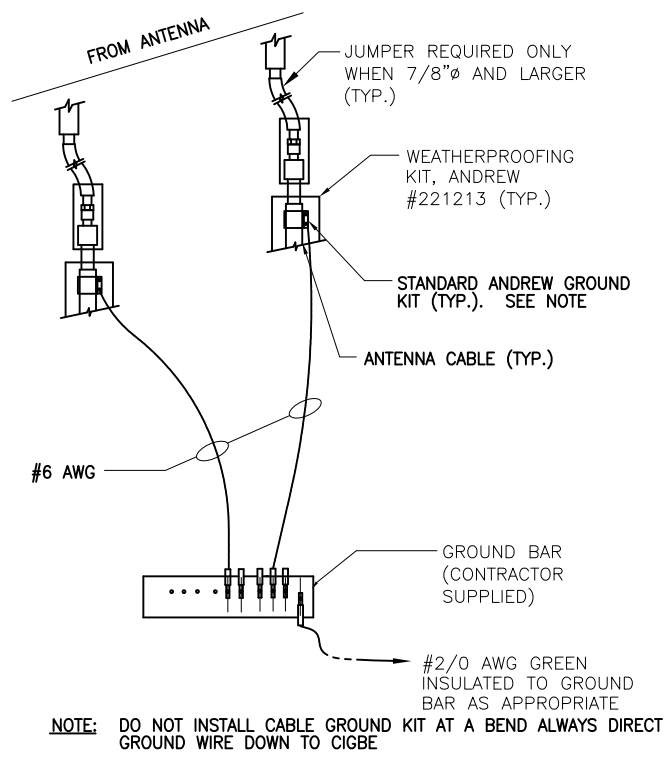 FROM ANTENNA
JUMPER REQUIRED ONLY
WHEN 7/8"ø AND LARGER
(TYP.)
WEATHERPROOFING
KIT, ANDREW
#221213 (TYP.)
STANDARD ANDREW GROUND
KIT (TYP.). SEE NOTE
ANTENNA CABLE (TYP.)
#6 AWG
GROUND BAR
(CONTRACTOR
SUPPLIED)
#2/0 AWG GREEN
INSULATED TO GROUND
BAR AS APPROPRIATE
NOTE: DO NOT INSTALL CABLE GROUND KIT AT A BEND ALWAYS DIRECT
GROUND WIRE DOWN TO CIGBE